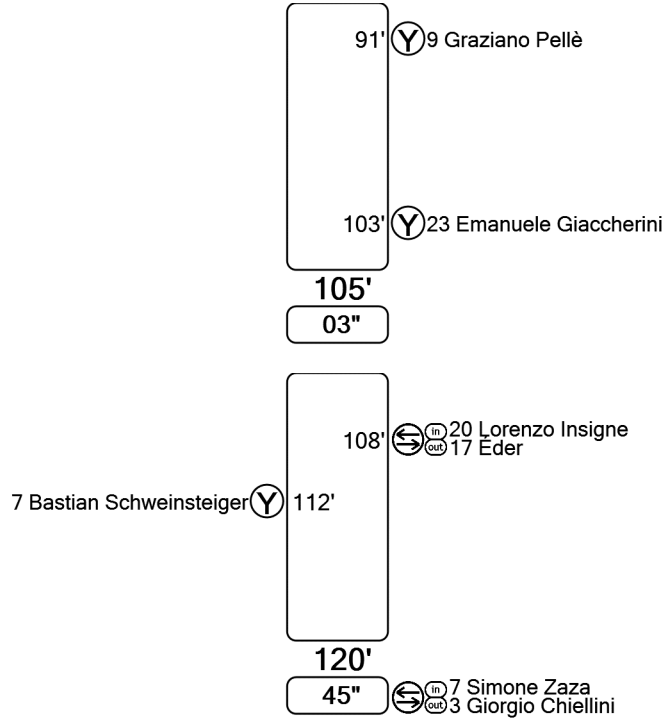 91' Y 9 Graziano Pellè
103' Y 23 Emanuele Giaccherini
105'
03"
108' in 20 Lorenzo Insigne
out 17 Éder
7 Bastian Schweinsteiger Y 112'
120'
45" in 7 Simone Zaza
out 3 Giorgio Chiellini